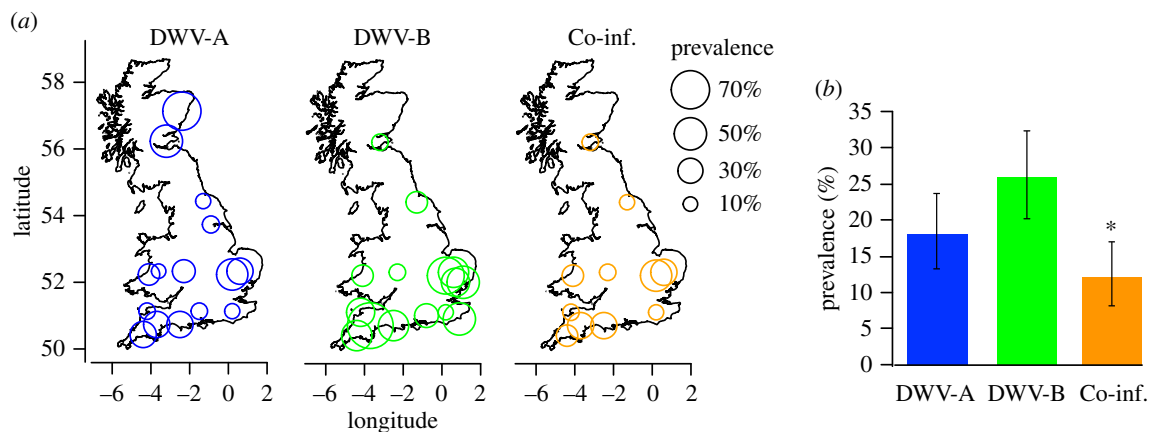 (a)
DWV-A
DWV-B
Co-inf.
prevalence
70%
50%
30%
10%
latitude
58
56
54
52
50
–6 –4 –2 0 2
–6 –4 –2 0 2
–6 –4 –2 0 2
longitude
(b)
prevalence (%)
35
30
25
20
15
10
5
0
*
DWV-A DWV-B Co-inf.